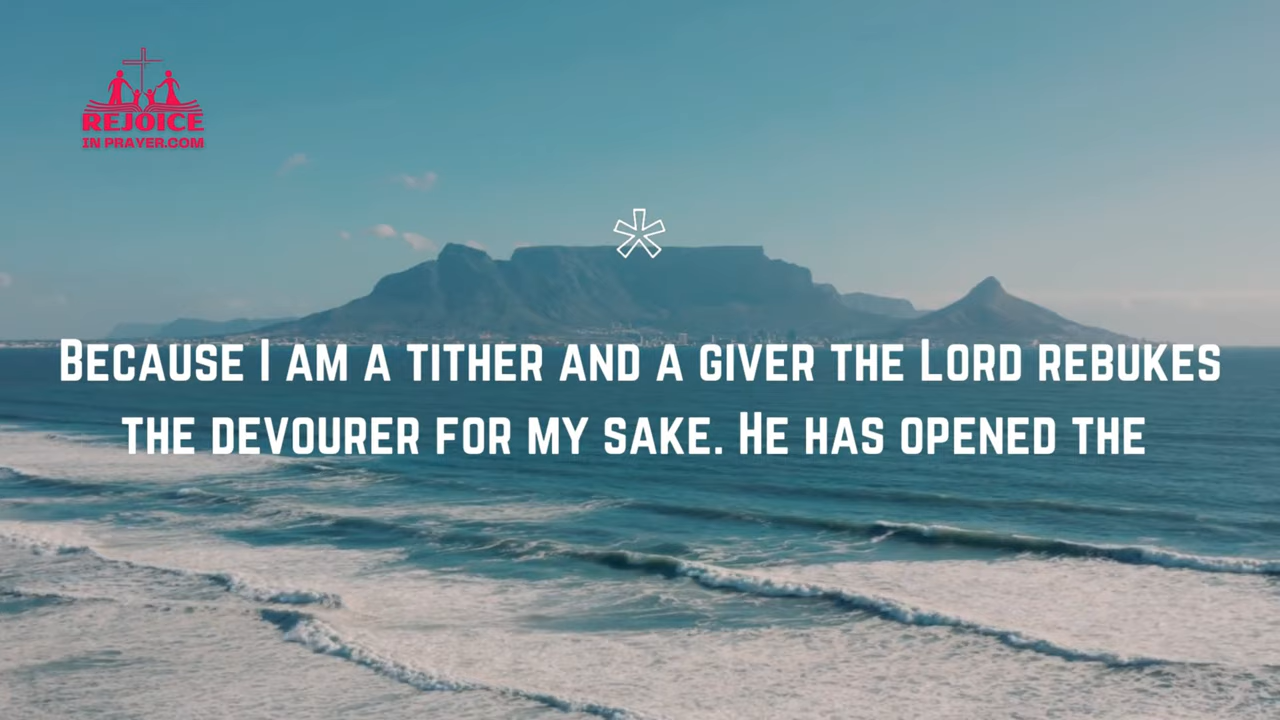 REJOICE
IN PRAYER.COM
Because I am a tither and a giver the Lord rebukes
the devourer for my sake. He has opened the